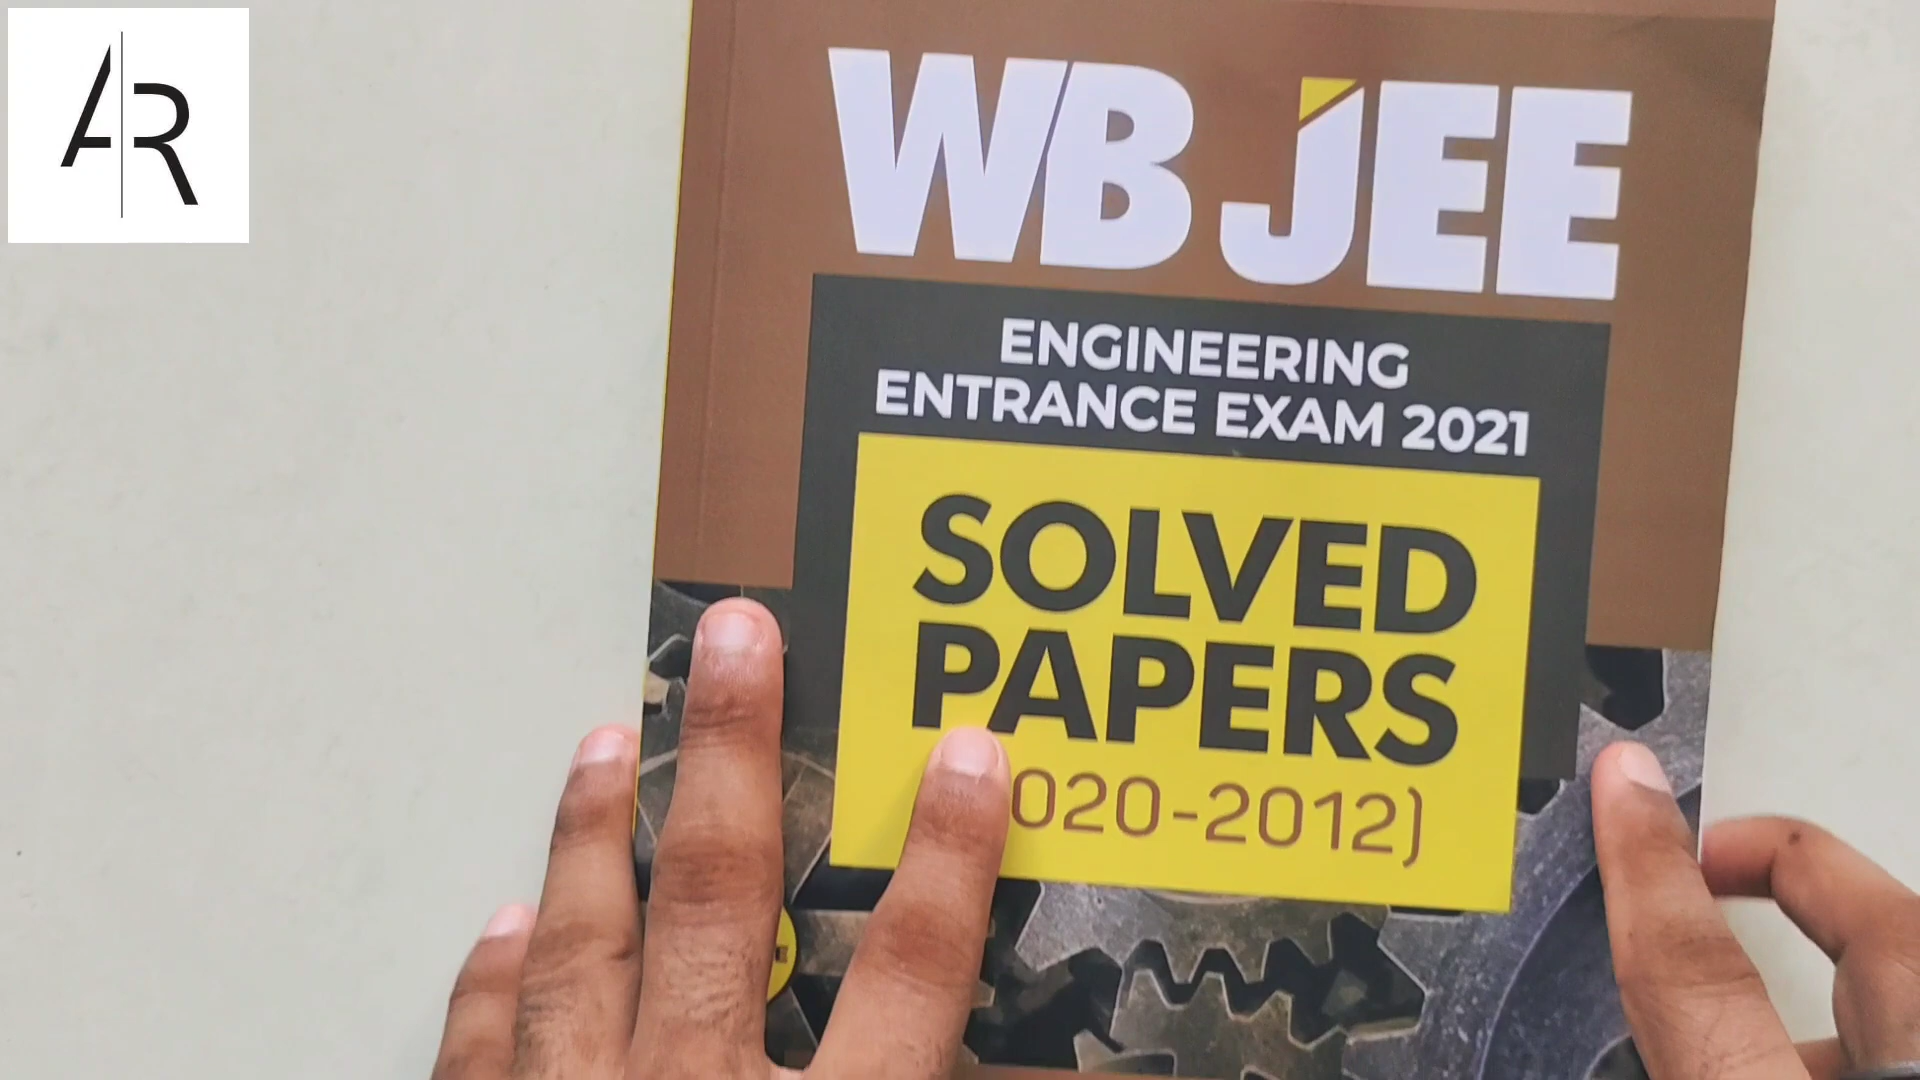 AR
WB JEE
ENGINEERING
ENTRANCE EXAM 2021
SOLVED
PAPERS
020-2012)